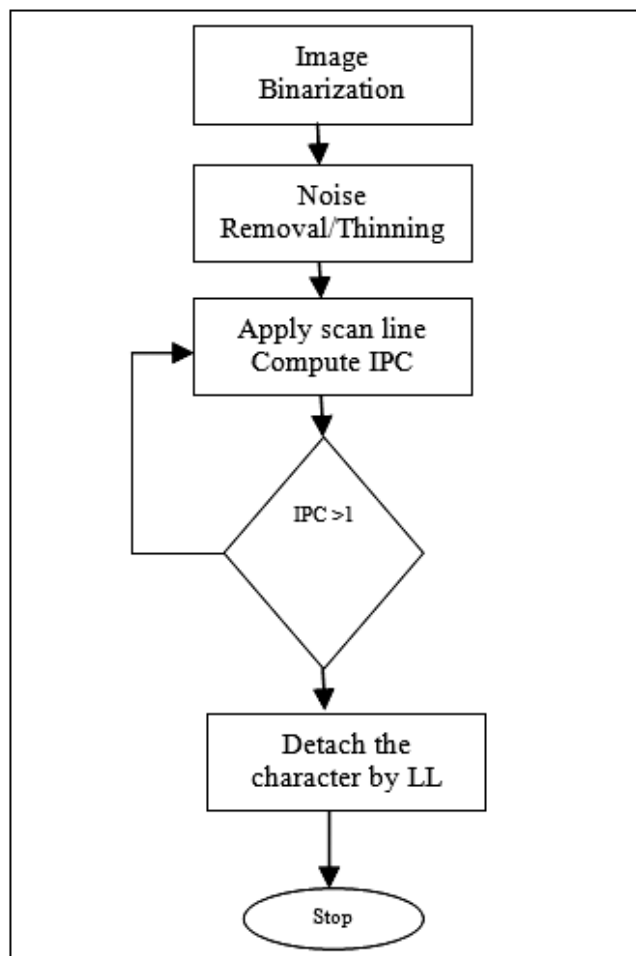 Image
Binarization
Noise
Removal/Thinning
Apply scan line
Compute IPC
IPC >1
Detach the
character by LL
Stop